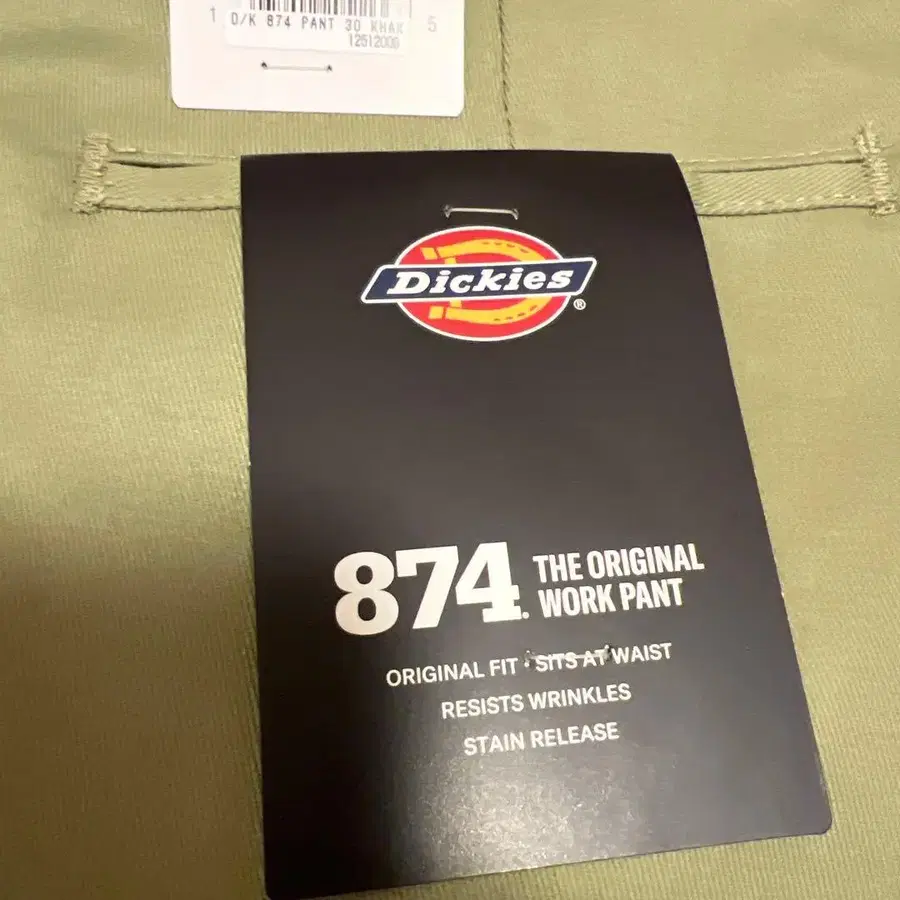 1 D/K 874 PANT 30 KHAK 5
12512000
Dickies®
874. THE ORIGINAL
WORK PANT
ORIGINAL FIT • SITS AT WAIST
RESISTS WRINKLES
STAIN RELEASE